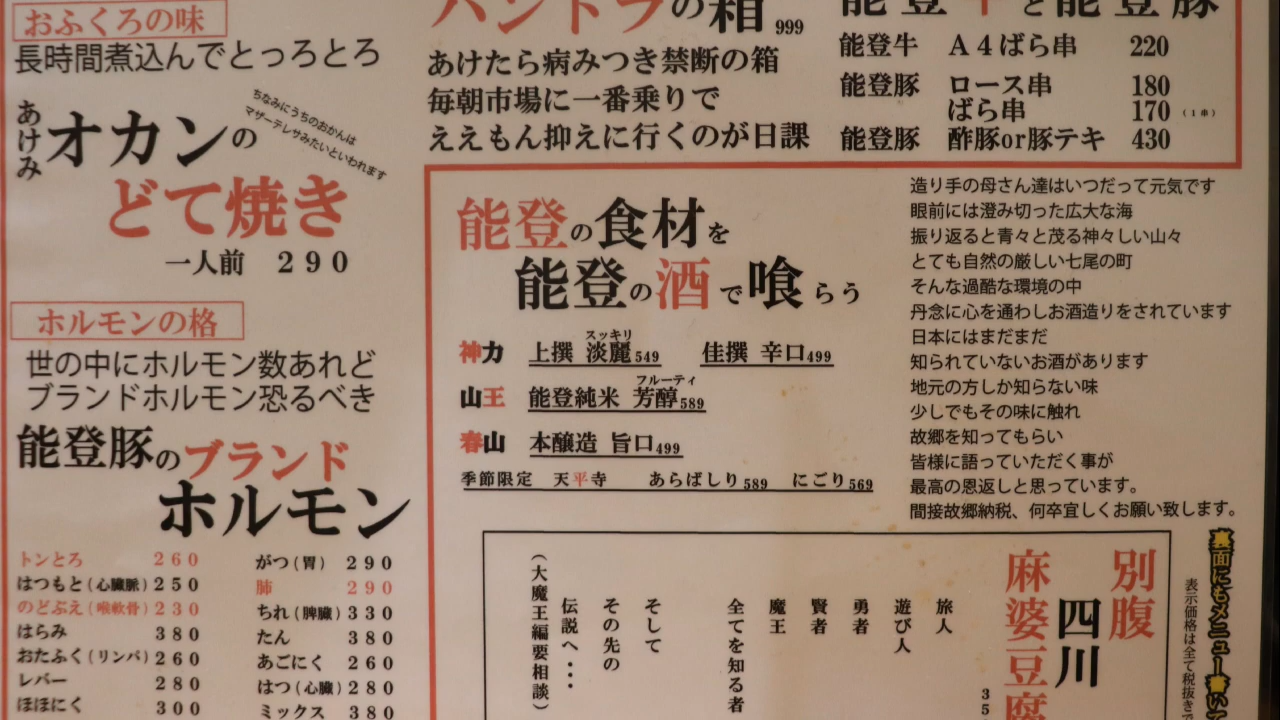 おふくろの味
長時間煮込んでとっろとろ
あけみオカンの
ちなみにうちのおかんは
マザーテレサみたいといわれます
どて焼き
一人前 290
ホルモンの格
世の中にホルモン数あれど
ブランドホルモン恐るべき
能登豚のブランド
ホルモン
トンとろ 260
はつもと(心臓脈) 250
のどぶえ(喉軟骨) 230
はらみ 380
おたふく(リンパ) 260
レバー 280
ほほにく 300
がつ(胃) 290
肺 290
ちれ(脾臓) 330
たん 380
あごにく 260
はつ(心臓) 280
ミックス 380
パンドラの箱 999
あけたら病みつき禁断の箱
毎朝市場に一番乗りで
ええもん抑えに行くのが日課
能登牛と能登豚
能登牛 A4ばら串 220
能登豚 ロース串 180
ばら串 170 (1串)
能登豚 酢豚or豚テキ 430
能登の食材を
能登の酒で喰らう
神力 上撰 淡麗 549 佳撰 辛口 499
スッキリ
山王 能登純米 芳醇 589
フルーティ
春山 本醸造 旨口 499
季節限定 天平寺 あらばしり 589 にごり 569
造り手の母さん達はいつだって元気です
眼前には澄み切った広大な海
振り返ると青々と茂る神々しい山々
とても自然の厳しい七尾の町
そんな過酷な環境の中
丹念に心を通わしお酒造りをされています
日本にはまだまだ
知られていないお酒があります
地元の方しか知らない味
少しでもその味に触れ
故郷を知ってもらい
皆様に語っていただく事が
最高の恩返しと思っています。
間接故郷納税、何卒宜しくお願い致します。
裏面にもメニュー書いて
表示価格は全て税抜き
別腹
四川
麻婆豆腐
35
旅人
遊び人
勇者
賢者
魔王
全てを知る者
そして
その先の
伝説へ・・・
(大魔王編要相談)